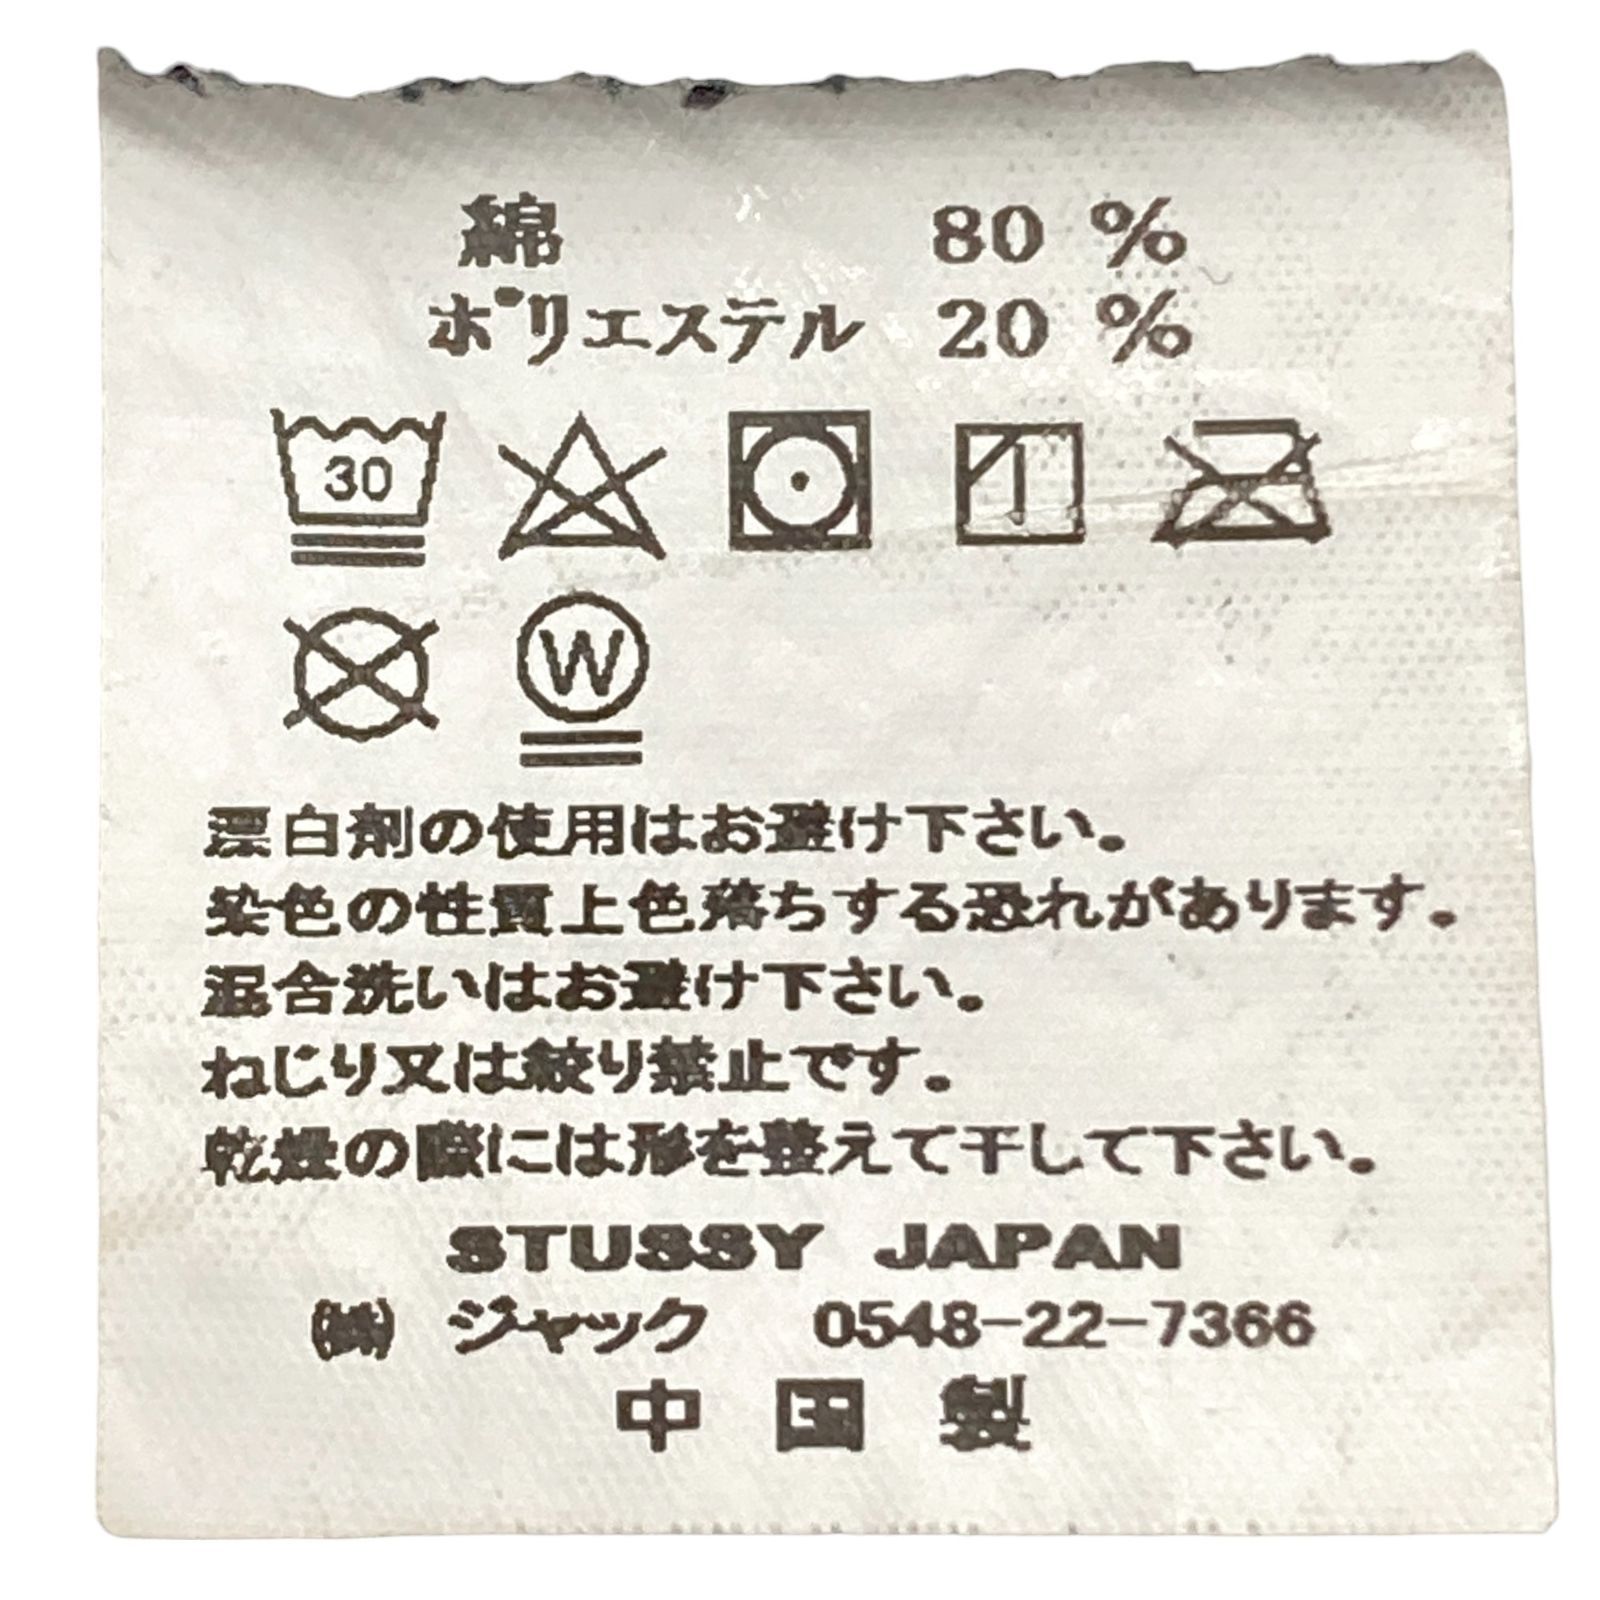 綿 80 %
ポリエステル 20 %
30
W
漂白剤の使用はお避け下さい。
染色の性質上色落ちする恐れがあります。
混合洗いはお避け下さい。
ねじり又は絞り禁止です。
乾燥の際には形を整えて干して下さい。
STUSSY JAPAN
㈱ ジャック 0548-22-7366
中国製